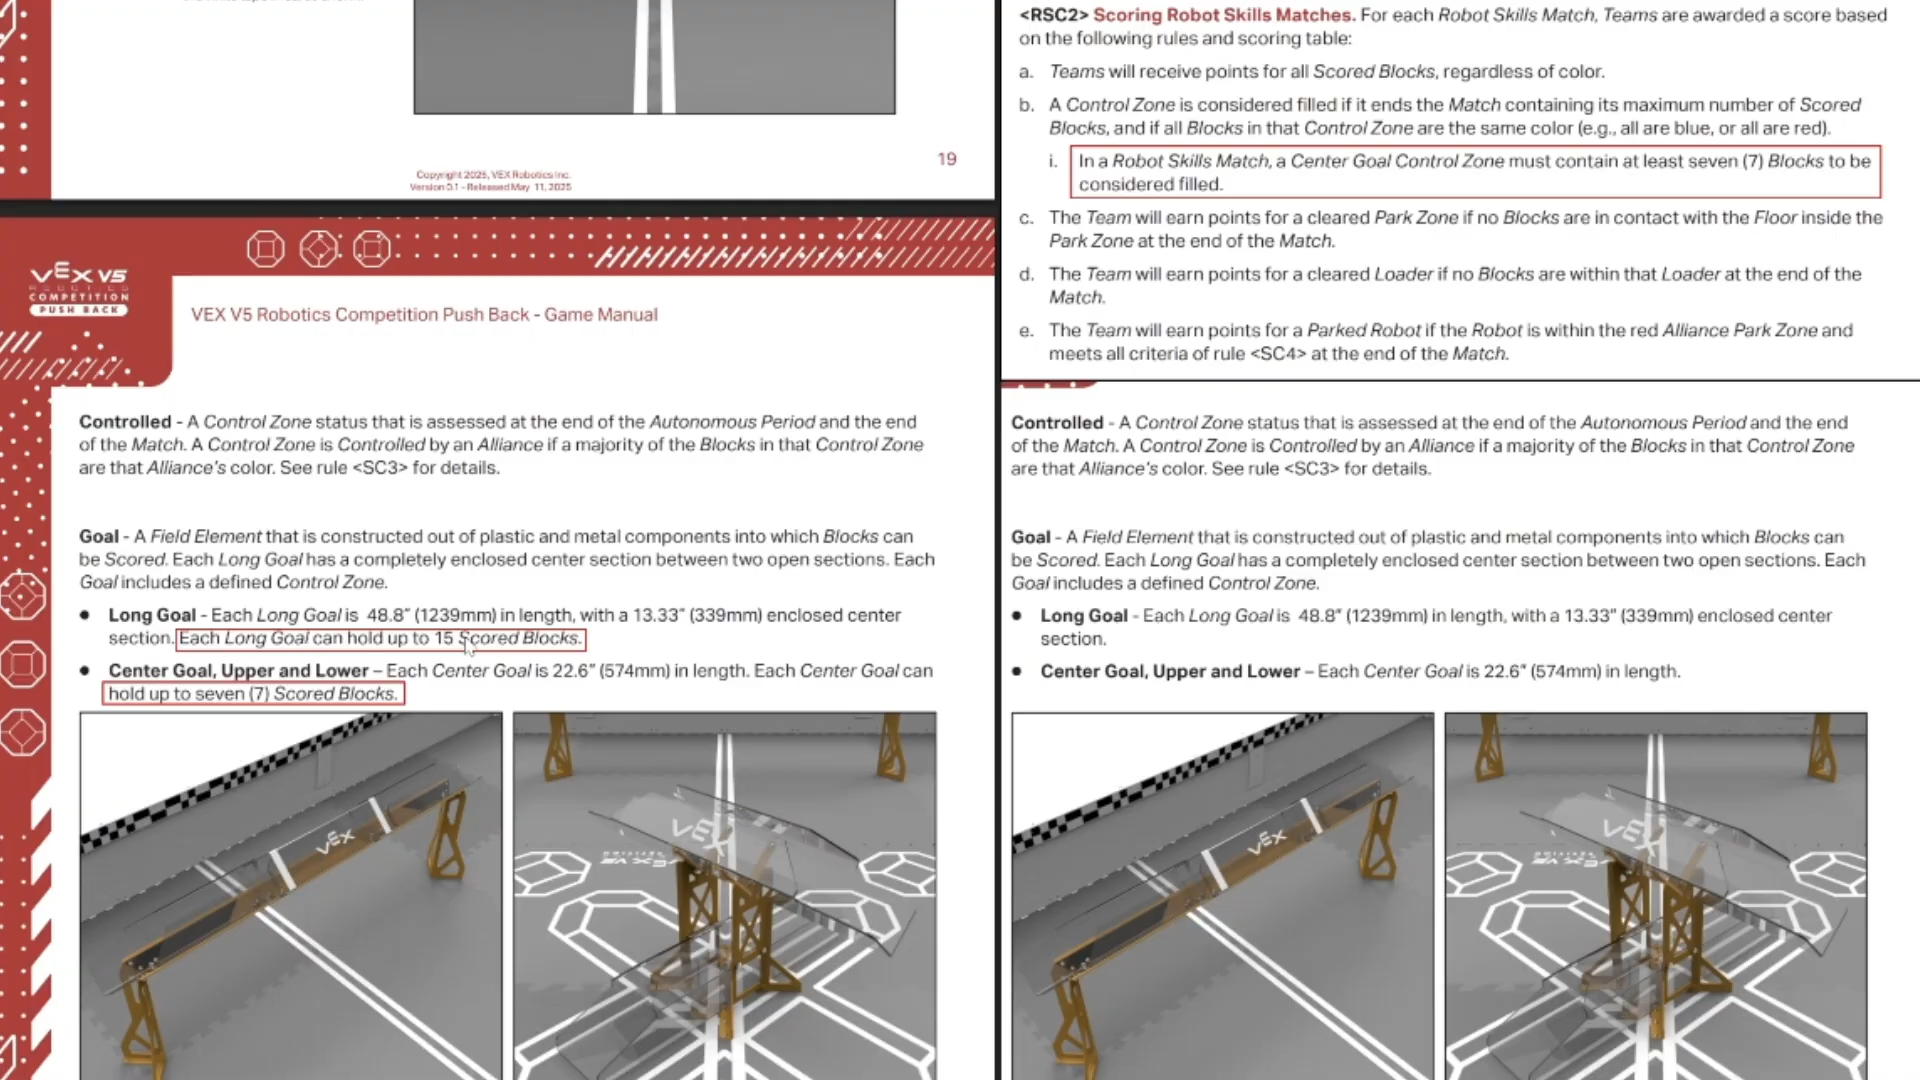 19
Copyright 2025, VEX Robotics Inc.
Version 0.1 - Released May 11, 2025
VEX V5
ROBOTICS
COMPETITION
PUSH BACK
VEX V5 Robotics Competition Push Back - Game Manual
Controlled - A Control Zone status that is assessed at the end of the Autonomous Period and the end
of the Match. A Control Zone is Controlled by an Alliance if a majority of the Blocks in that Control Zone
are that Alliance's color. See rule <SC3> for details.
Goal - A Field Element that is constructed out of plastic and metal components into which Blocks can
be Scored. Each Long Goal has a completely enclosed center section between two open sections. Each
Goal includes a defined Control Zone.
● Long Goal - Each Long Goal is 48.8" (1239mm) in length, with a 13.33" (339mm) enclosed center
section. Each Long Goal can hold up to 15 Scored Blocks.
● Center Goal, Upper and Lower – Each Center Goal is 22.6" (574mm) in length. Each Center Goal can
hold up to seven (7) Scored Blocks.
VEX
VEX
<RSC2> Scoring Robot Skills Matches. For each Robot Skills Match, Teams are awarded a score based
on the following rules and scoring table:
a. Teams will receive points for all Scored Blocks, regardless of color.
b. A Control Zone is considered filled if it ends the Match containing its maximum number of Scored
Blocks, and if all Blocks in that Control Zone are the same color (e.g., all are blue, or all are red).
i. In a Robot Skills Match, a Center Goal Control Zone must contain at least seven (7) Blocks to be
considered filled.
c. The Team will earn points for a cleared Park Zone if no Blocks are in contact with the Floor inside the
Park Zone at the end of the Match.
d. The Team will earn points for a cleared Loader if no Blocks are within that Loader at the end of the
Match.
e. The Team will earn points for a Parked Robot if the Robot is within the red Alliance Park Zone and
meets all criteria of rule <SC4> at the end of the Match.
Controlled - A Control Zone status that is assessed at the end of the Autonomous Period and the end
of the Match. A Control Zone is Controlled by an Alliance if a majority of the Blocks in that Control Zone
are that Alliance's color. See rule <SC3> for details.
Goal - A Field Element that is constructed out of plastic and metal components into which Blocks can
be Scored. Each Long Goal has a completely enclosed center section between two open sections. Each
Goal includes a defined Control Zone.
● Long Goal - Each Long Goal is 48.8" (1239mm) in length, with a 13.33" (339mm) enclosed center
section.
● Center Goal, Upper and Lower – Each Center Goal is 22.6" (574mm) in length.
VEX
VEX